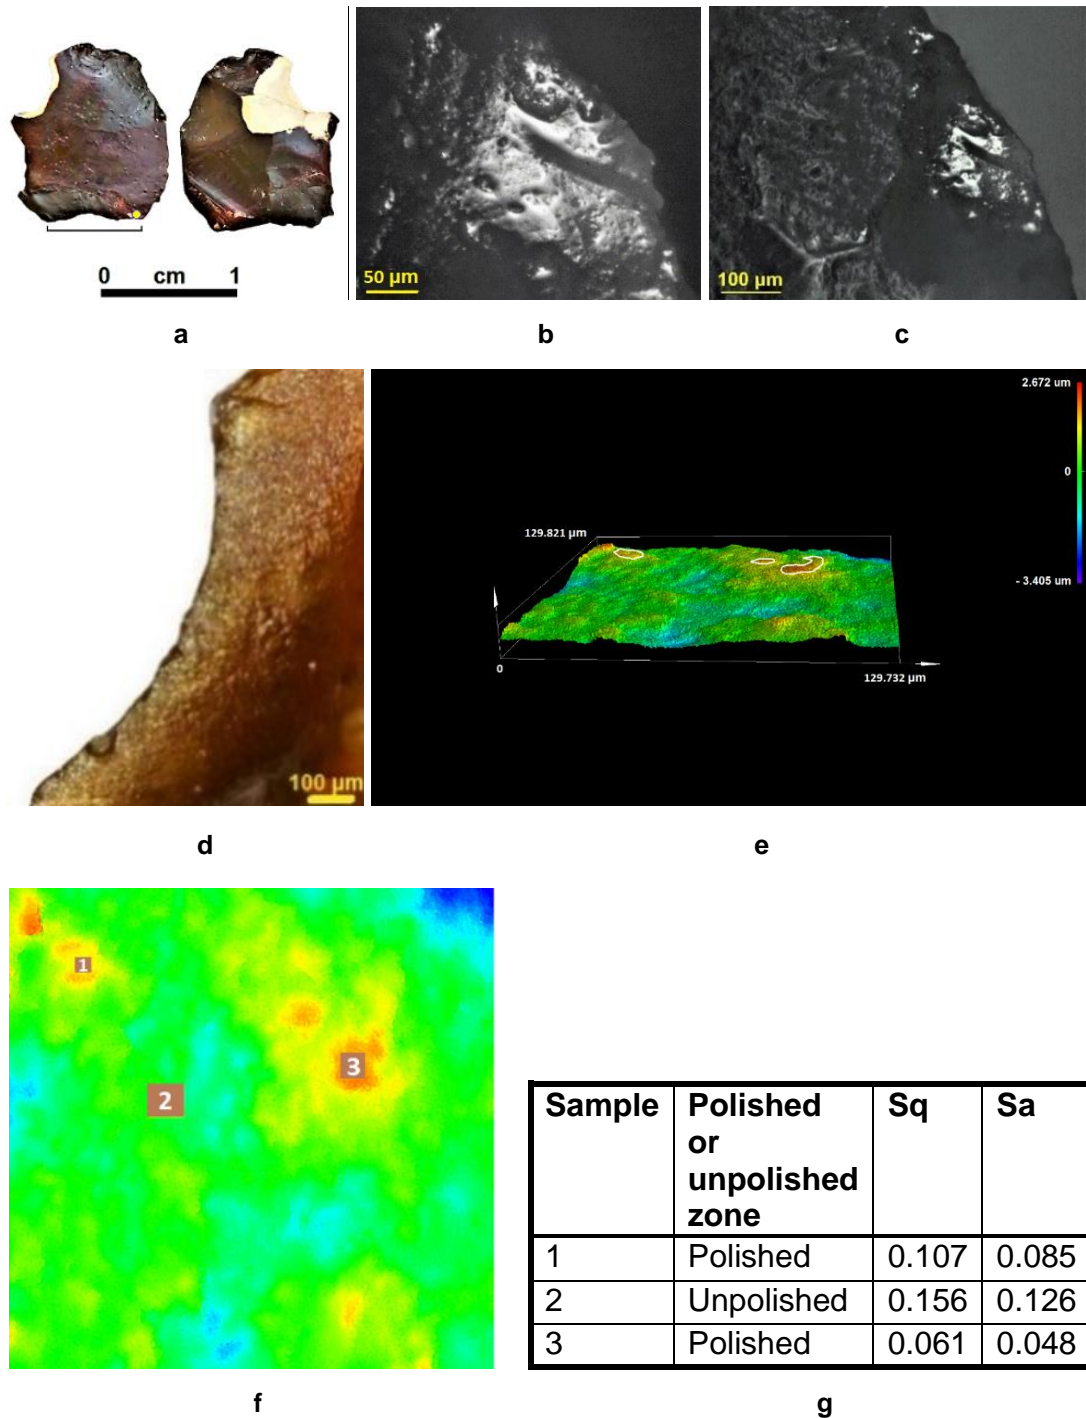 0 cm 1
50 µm
100 µm
a
b
c
100 µm
2.672 um
0
- 3.405 um
129.821 µm
0
129.732 µm
d
e
1
2
3
f
Sample Polished or unpolished zone Sq Sa
1 Polished 0.107 0.085
2 Unpolished 0.156 0.126
3 Polished 0.061 0.048
g